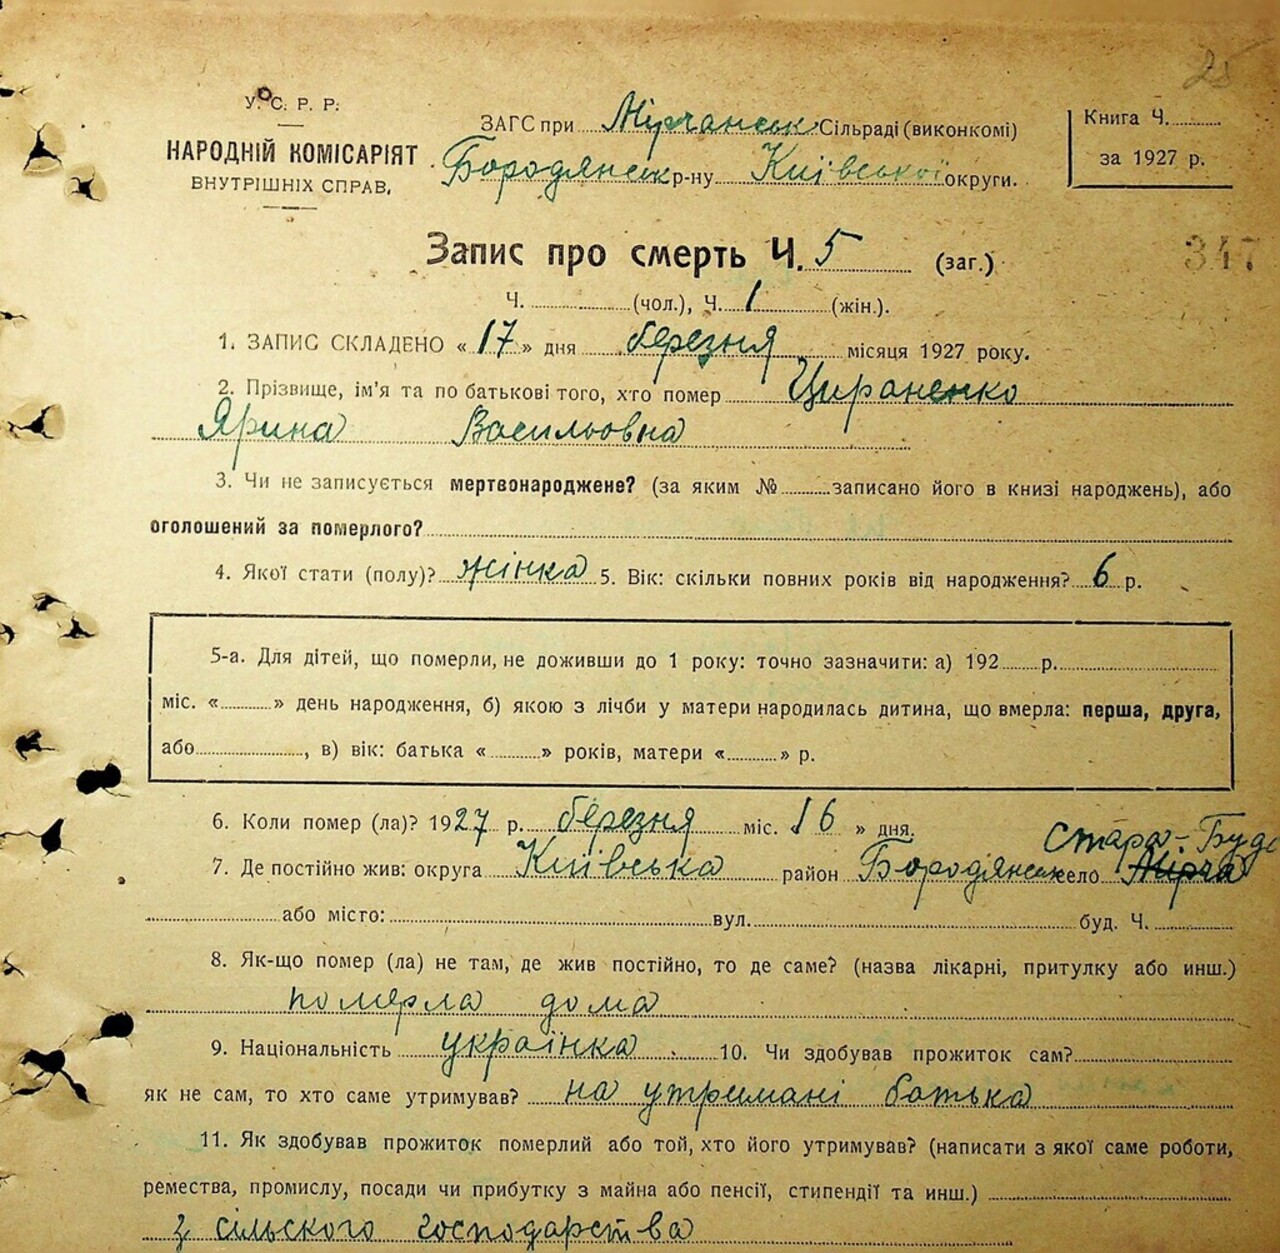 25
У. С. Р. Р.
НАРОДНІЙ КОМІСАРІЯТ
ВНУТРІШНІХ СПРАВ,
ЗАГС при Мірчанськ Сільраді (виконкомі)
Бородянськ р-ну Київської округи.
Книга Ч.
за 1927 р.
347
Запис про смерть Ч. 5 (заг.)
Ч. (чол.), Ч. 1 (жін.).
1. ЗАПИС СКЛАДЕНО « 17 » дня березня місяця 1927 року.
2. Прізвище, ім'я та по батькові того, хто помер Цираненко
Ярина Васильовна
3. Чи не записується мертвонароджене? (за яким № записано його в книзі народжень), або
оголошений за померлого?
4. Якої стати (полу)? жінка 5. Вік: скільки повних років від народження? 6 р.
5-а. Для дітей, що померли, не доживши до 1 року: точно зазначити: а) 192 р.
міс. « » день народження, б) якою з лічби у матери народилась дитина, що вмерла: перша, друга,
або , в) вік: батька « » років, матери « » р.
6. Коли помер (ла)? 1927 р. березня міс. 16 » дня.
Стара-Буда
7. Де постійно жив: округа Київська район Бородянськ село Мірча
або місто: вул. буд. Ч.
8. Як-що помер (ла) не там, де жив постійно, то де саме? (назва лікарні, притулку або инш.)
померла дома
9. Національність українка 10. Чи здобував прожиток сам?
як не сам, то хто саме утримував? на утримані батька
11. Як здобував прожиток померлий або той, хто його утримував? (написати з якої саме роботи,
ремества, промислу, посади чи прибутку з майна або пенсії, стипендії та инш.)
з сільского господарства